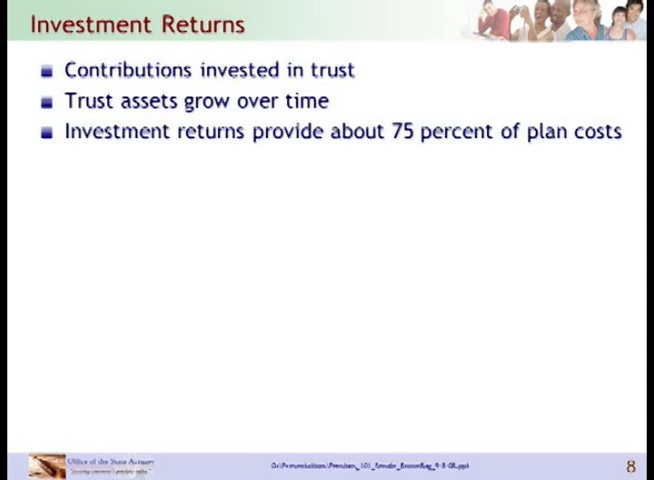 Investment Returns
Contributions invested in trust
Trust assets grow over time
Investment returns provide about 75 percent of plan costs
Office of the State Actuary
8